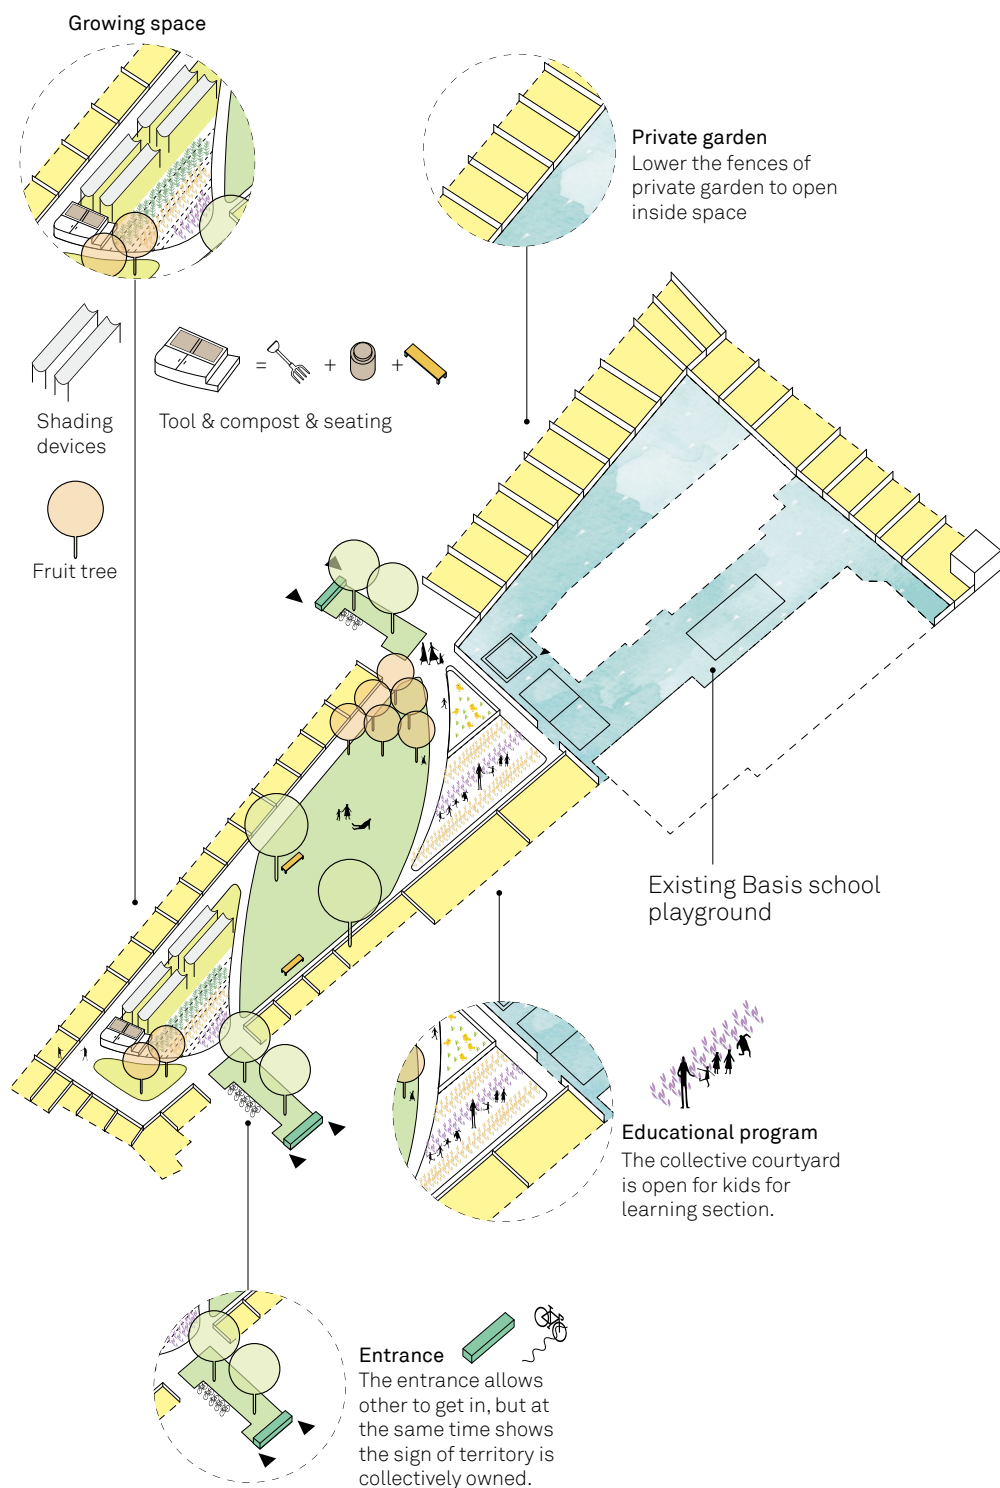 Growing space
Private garden
Lower the fences of
private garden to open
inside space
= + +
Shading
devices
Tool & compost & seating
Fruit tree
Existing Basis school
playground
Educational program
The collective courtyard
is open for kids for
learning section.
Entrance
The entrance allows
other to get in, but at
the same time shows
the sign of territory is
collectively owned.